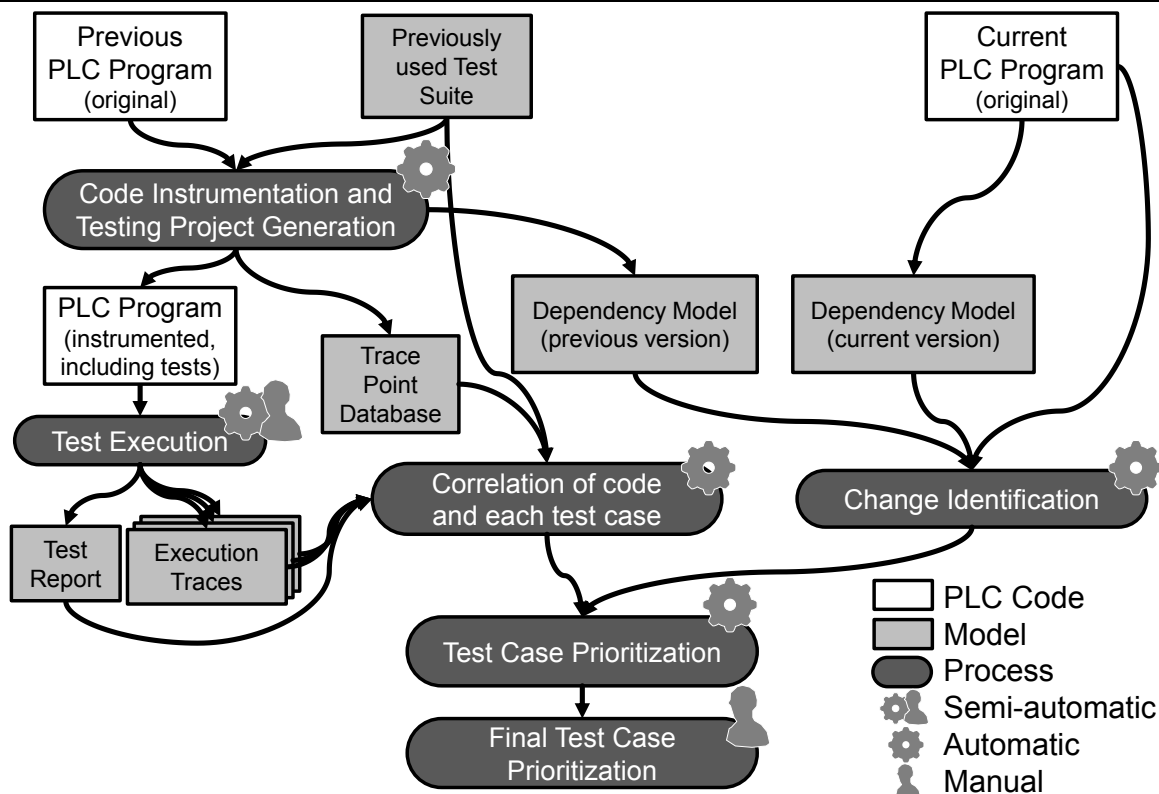 Previous
PLC Program
(original)
Previously
used Test
Suite
Current
PLC Program
(original)
Code Instrumentation and
Testing Project Generation
PLC Program
(instrumented,
including tests)
Trace
Point
Database
Dependency Model
(previous version)
Dependency Model
(current version)
Test Execution
Correlation of code
and each test case
Change Identification
Test
Report
Execution
Traces
Test Case Prioritization
Final Test Case
Prioritization
PLC Code
Model
Process
Semi-automatic
Automatic
Manual